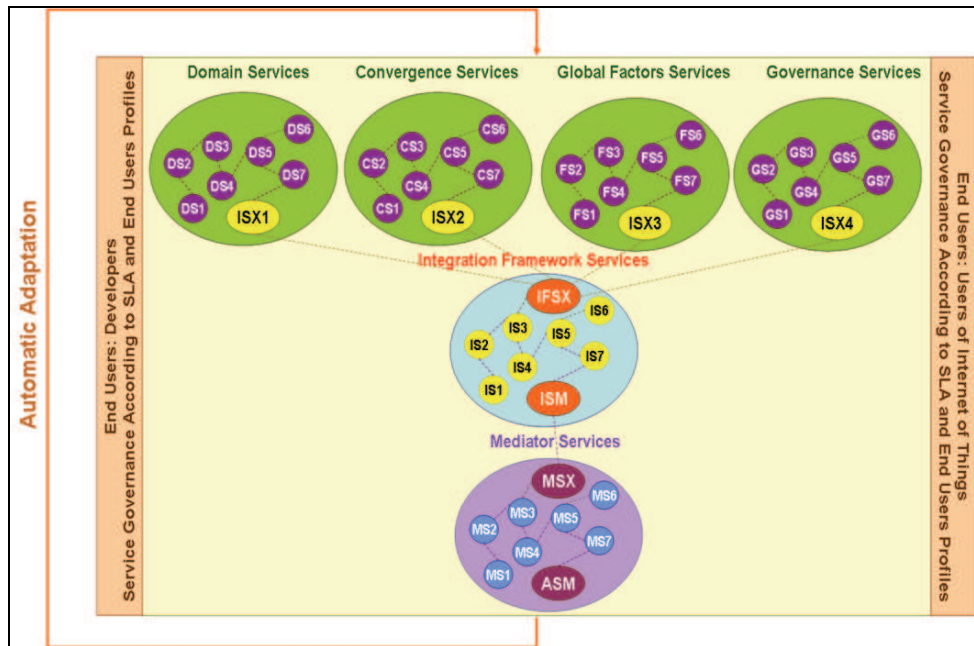 Automatic Adaptation
End Users: Developers
Service Governance According to SLA and End Users Profiles
Domain Services
Convergence Services
Global Factors Services
Governance Services
DS6
DS3
DS5
DS2
DS7
DS4
DS1
ISX1
CS6
CS3
CS5
CS2
CS7
CS4
CS1
ISX2
FS6
FS3
FS5
FS2
FS7
FS4
FS1
ISX3
GS6
GS3
GS5
GS2
GS7
GS4
GS1
ISX4
Integration Framework Services
IFSX
IS6
IS3
IS5
IS2
IS7
IS4
IS1
ISM
Mediator Services
MSX
MS6
MS3
MS5
MS2
MS7
MS4
MS1
ASM
End Users: Users of Internet of Things
Service Governance According to SLA and End Users Profiles